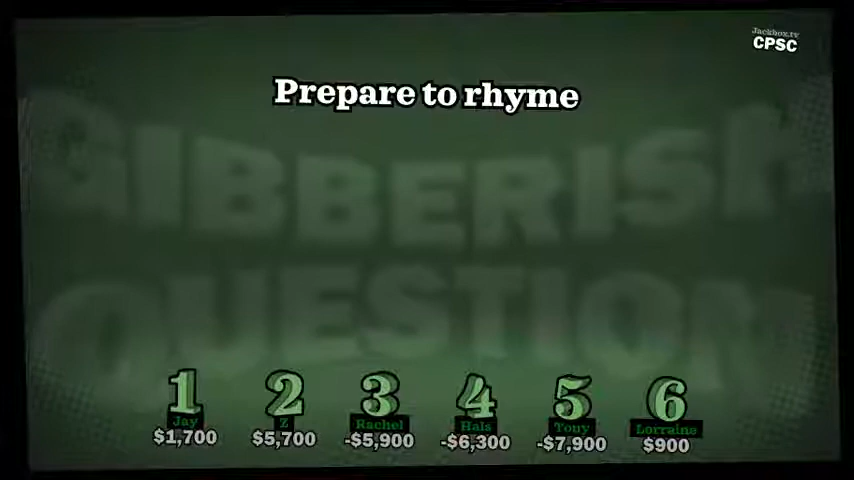 Jackbox.tv
CPSC
Prepare to rhyme
GIBBERISH
QUESTION
1 2 3 4 5 6
Jay Z Rachel Hals Tony Lorraine
$1,700 $5,700 -$5,900 -$6,300 -$7,900 $900